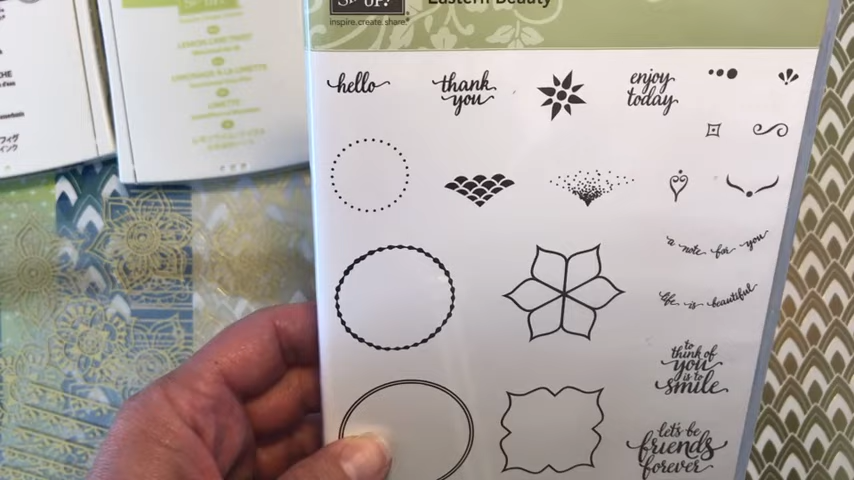 Eastern Beauty
inspire.create.share.
hello
thank
you
enjoy
today
a note for you
life is beautiful
to
think of
you
is to
smile
let's be
friends
forever